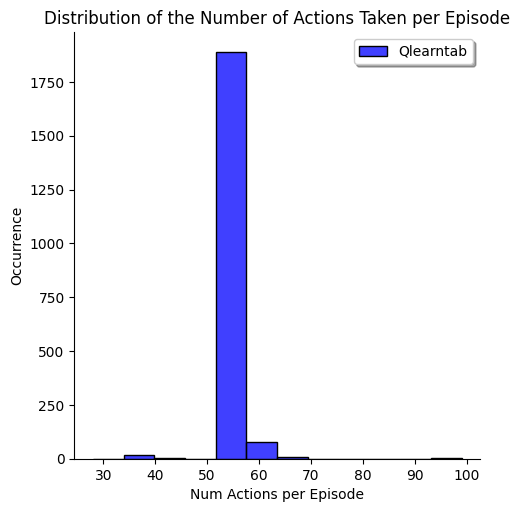 Distribution of the Number of Actions Taken per Episode
Qlearntab
1750
1500
1250
1000
750
500
250
0
Occurrence
30 40 50 60 70 80 90 100
Num Actions per Episode